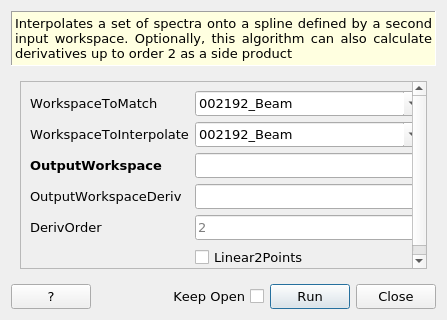 Interpolates a set of spectra onto a spline defined by a second
input workspace. Optionally, this algorithm can also calculate
derivatives up to order 2 as a side product
WorkspaceToMatch 002192_Beam
WorkspaceToInterpolate 002192_Beam
OutputWorkspace
OutputWorkspaceDeriv
DerivOrder 2
Linear2Points
? Keep Open Run Close